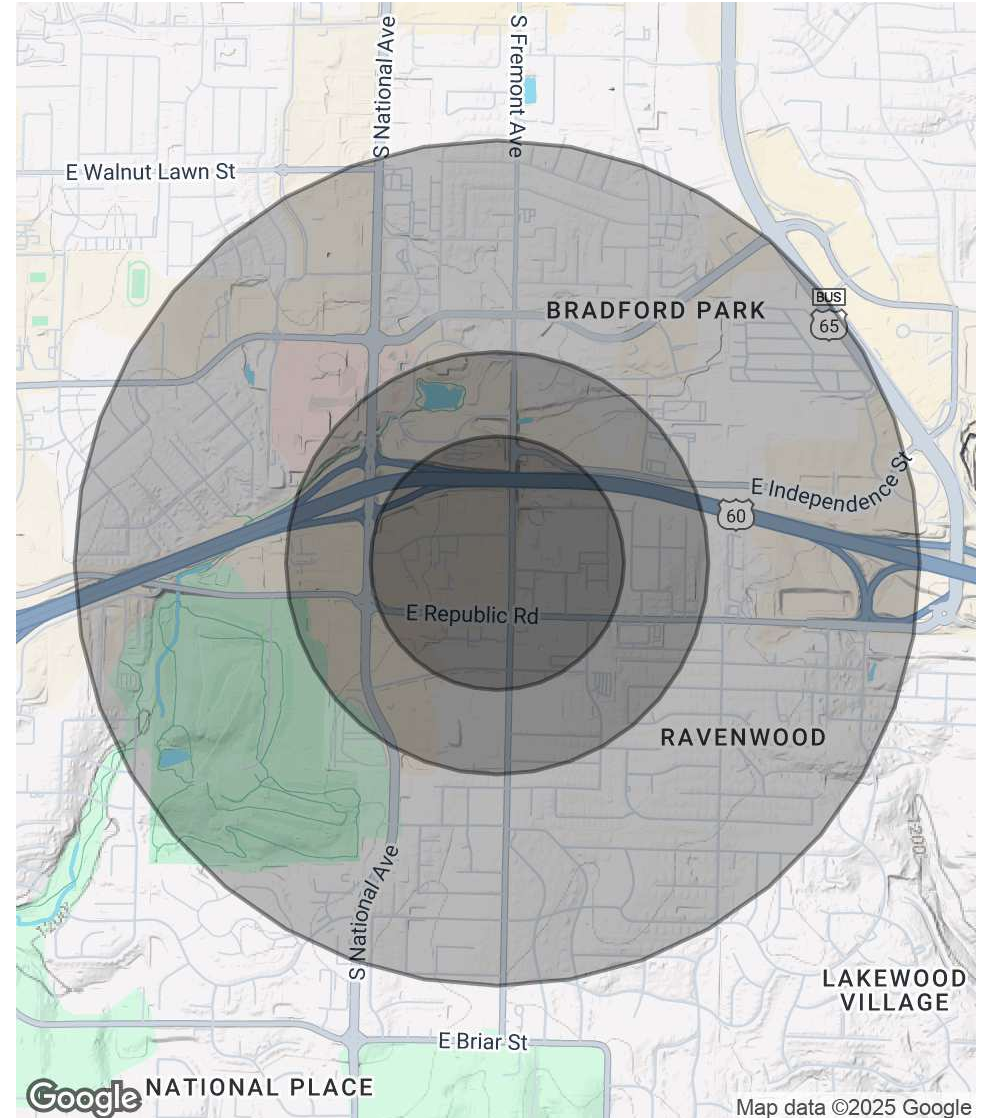 S National Ave
S Fremont Ave
E Walnut Lawn St
BRADFORD PARK
BUS
65
E Independence St
60
E Republic Rd
RAVENWOOD
1200
S National Ave
LAKEWOOD
VILLAGE
E Briar St
NATIONAL PLACE
Google
Map data ©2025 Google